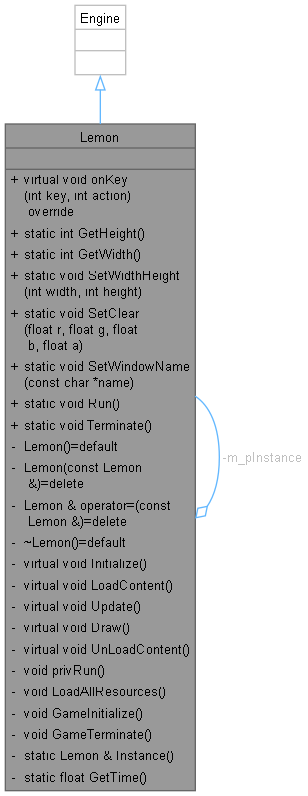 Engine
Lemon
+ virtual void onKey
(int key, int action)
override
+ static int GetHeight()
+ static int GetWidth()
+ static void SetWidthHeight
(int width, int height)
+ static void SetClear
(float r, float g, float
b, float a)
+ static void SetWindowName
(const char *name)
+ static void Run()
+ static void Terminate()
- Lemon()=default
- Lemon(const Lemon
&)=delete
- Lemon & operator=(const
Lemon &)=delete
- ~Lemon()=default
- virtual void Initialize()
- virtual void LoadContent()
- virtual void Update()
- virtual void Draw()
- virtual void UnLoadContent()
- void privRun()
- void LoadAllResources()
- void GameInitialize()
- void GameTerminate()
- static Lemon & Instance()
- static float GetTime()
-m_pInstance